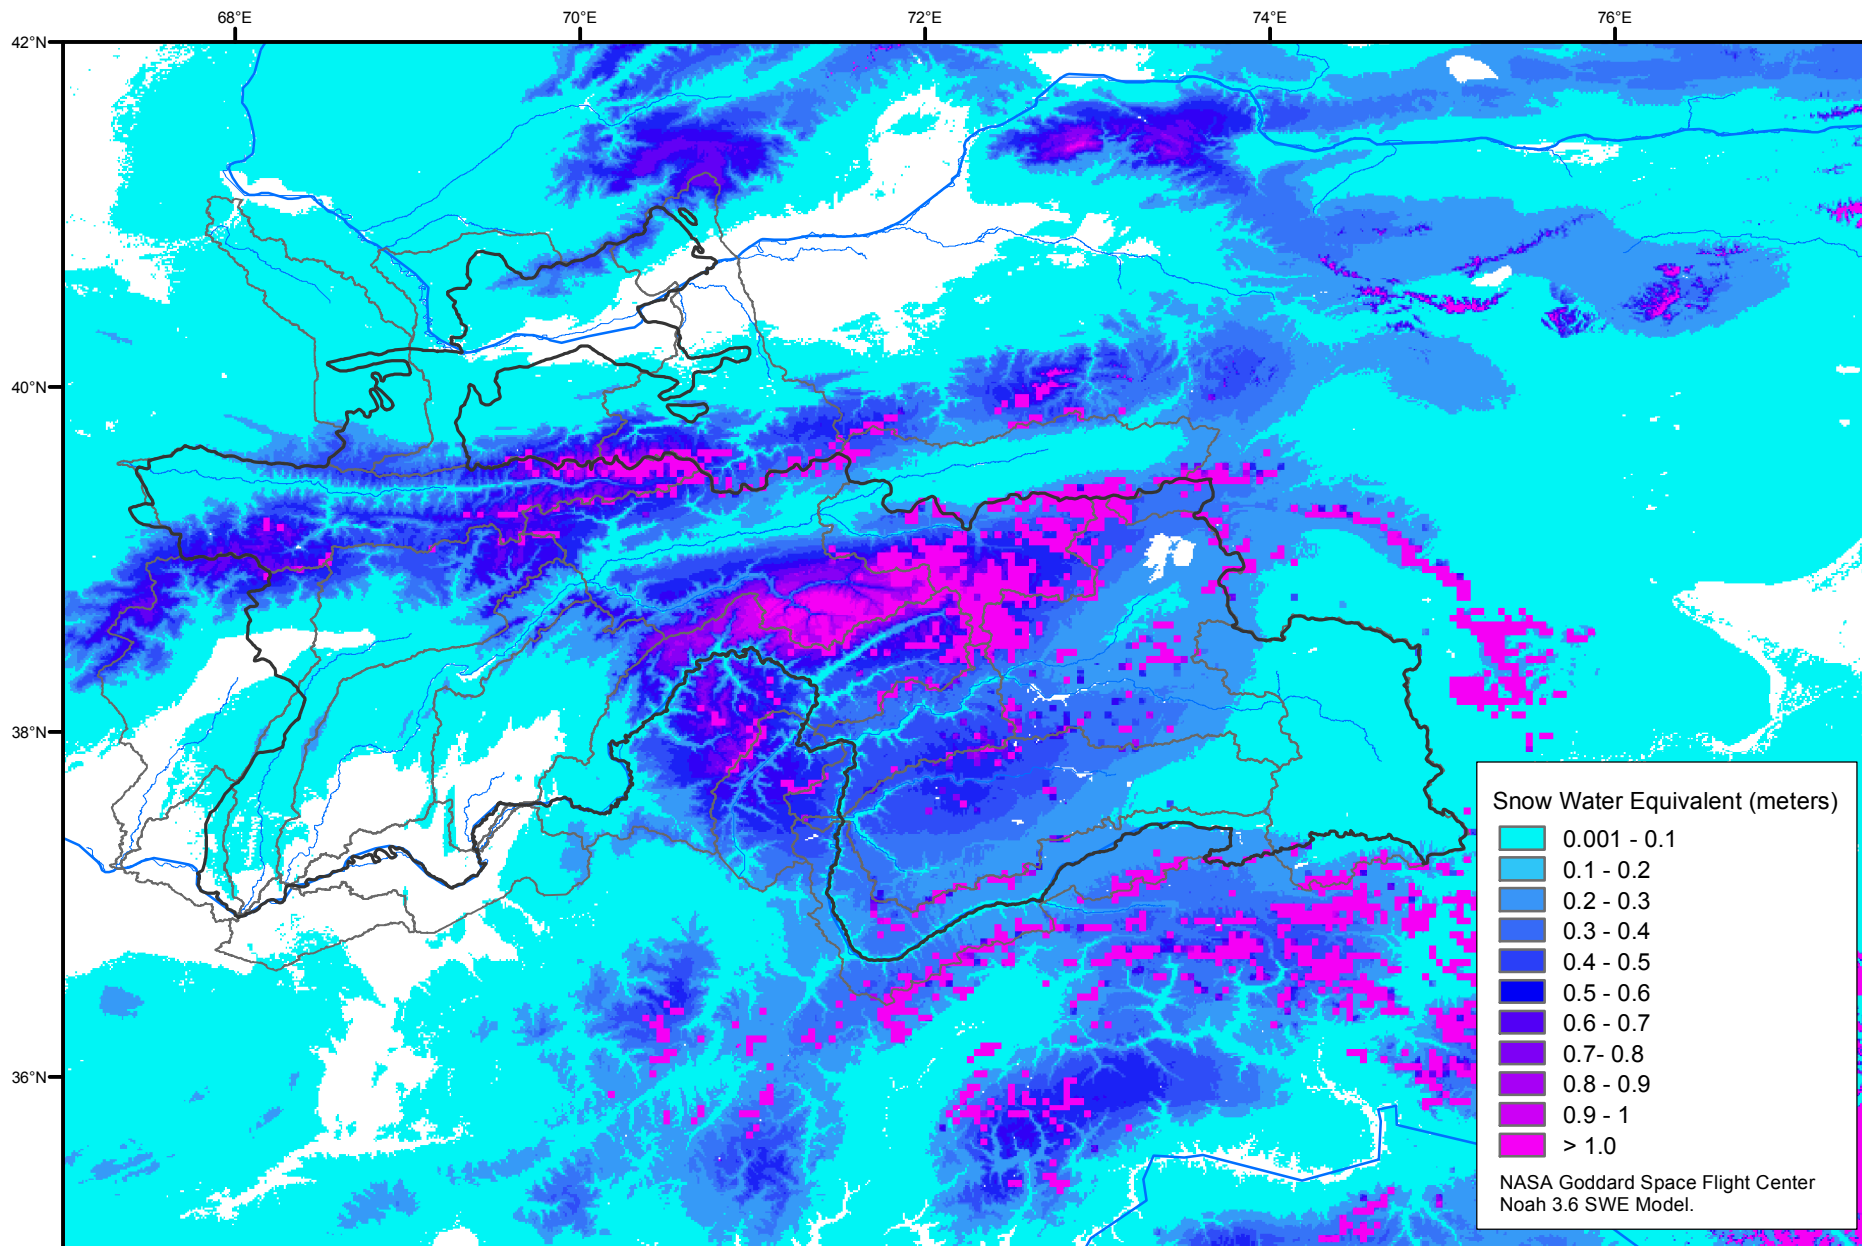 68°E 70°E 72°E 74°E 76°E
42°N
40°N
38°N
36°N
Snow Water Equivalent (meters)
0.001 - 0.1
0.1 - 0.2
0.2 - 0.3
0.3 - 0.4
0.4 - 0.5
0.5 - 0.6
0.6 - 0.7
0.7- 0.8
0.8 - 0.9
0.9 - 1
> 1.0
NASA Goddard Space Flight Center
Noah 3.6 SWE Model.